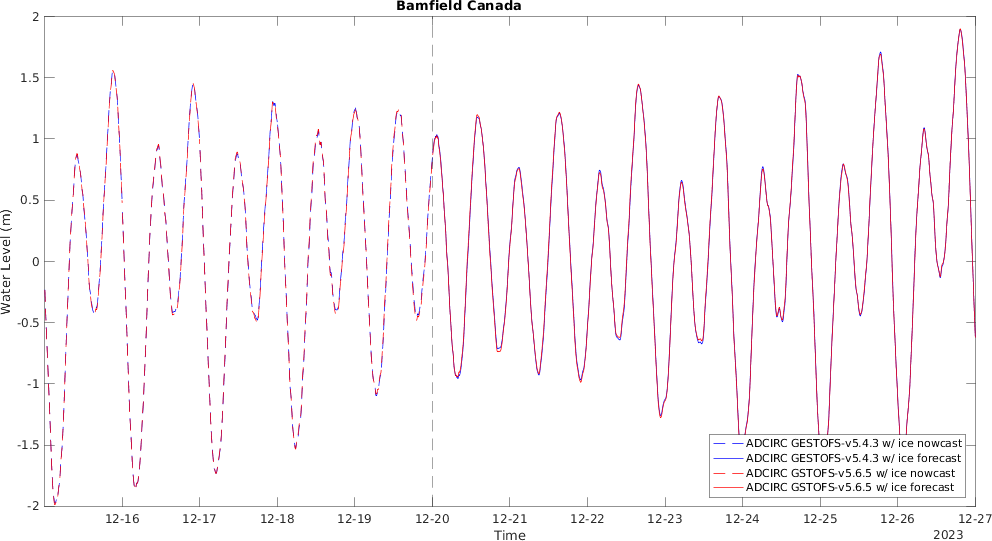 Bamfield Canada
2
1.5
1
0.5
0
-0.5
-1
-1.5
-2
Water Level (m)
ADCIRC GESTOFS-v5.4.3 w/ ice nowcast
ADCIRC GESTOFS-v5.4.3 w/ ice forecast
ADCIRC GSTOFS-v5.6.5 w/ ice nowcast
ADCIRC GSTOFS-v5.6.5 w/ ice forecast
12-16 12-17 12-18 12-19 12-20 12-21 12-22 12-23 12-24 12-25 12-26 12-27
Time
2023